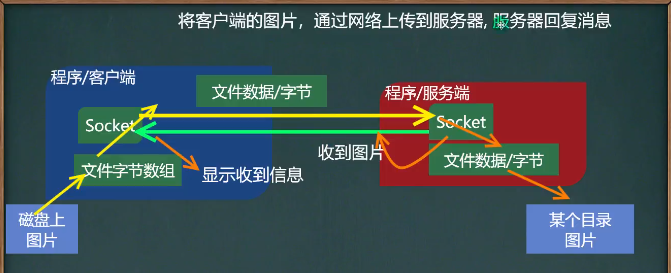 将客户端的图片，通过网络上传到服务器, 服务器回复消息
程序/客户端
文件数据/字节
程序/服务端
Socket
Socket
收到图片
文件字节数组
显示收到信息
文件数据/字节
磁盘上
图片
某个目录
图片